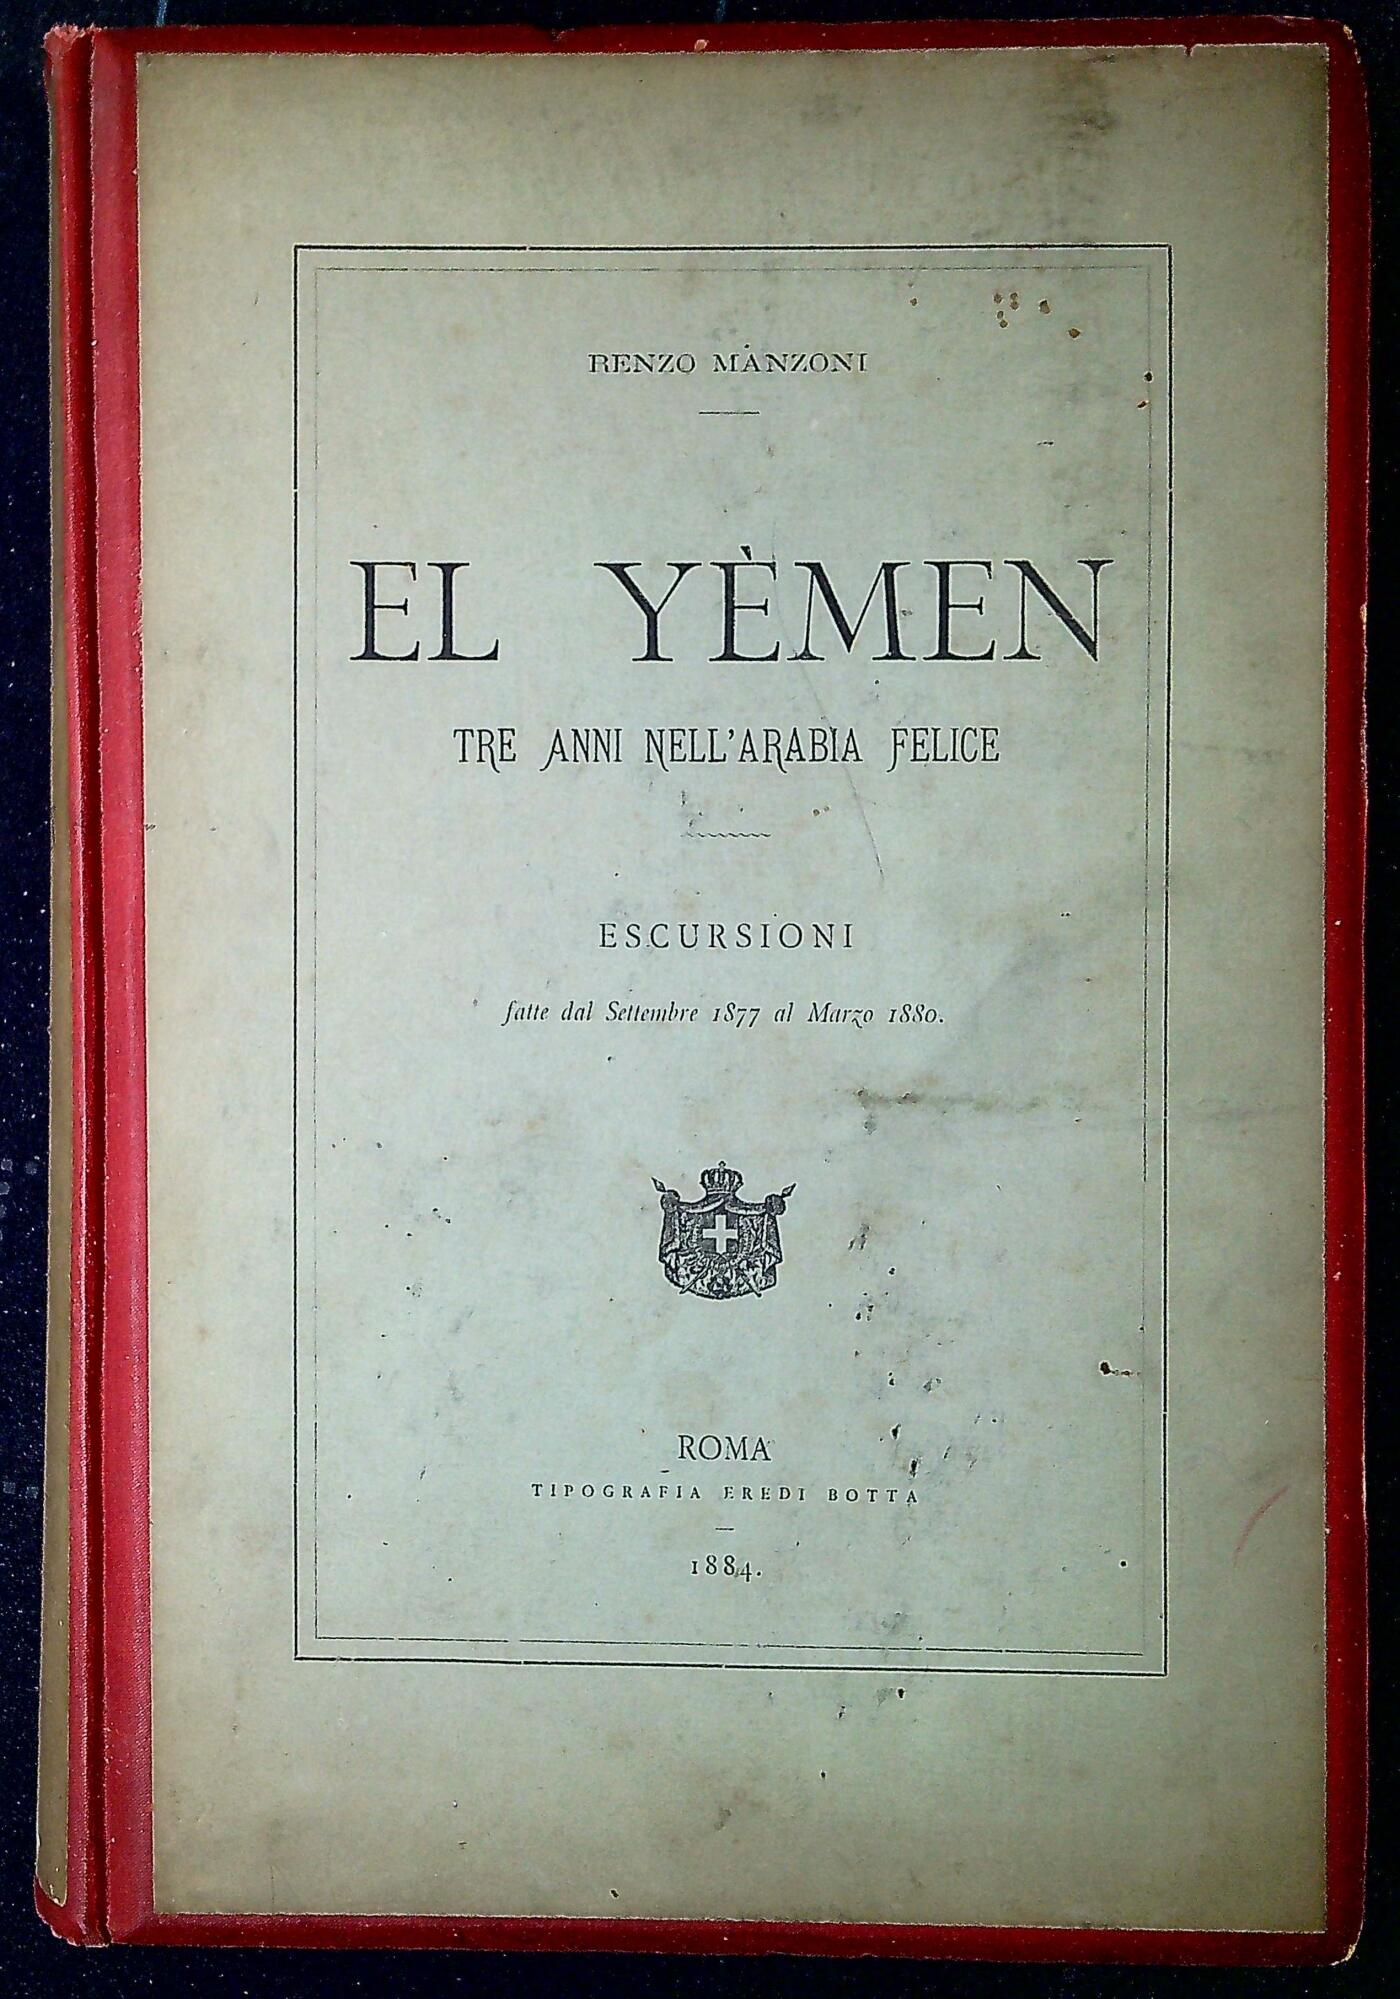 RENZO MANZONI
EL YÈMEN
TRE ANNI NELL'ARABIA FELICE
ESCURSIONI
fatte dal Settembre 1877 al Marzo 1880.
ROMA
TIPOGRAFIA EREDI BOTTA
1884.